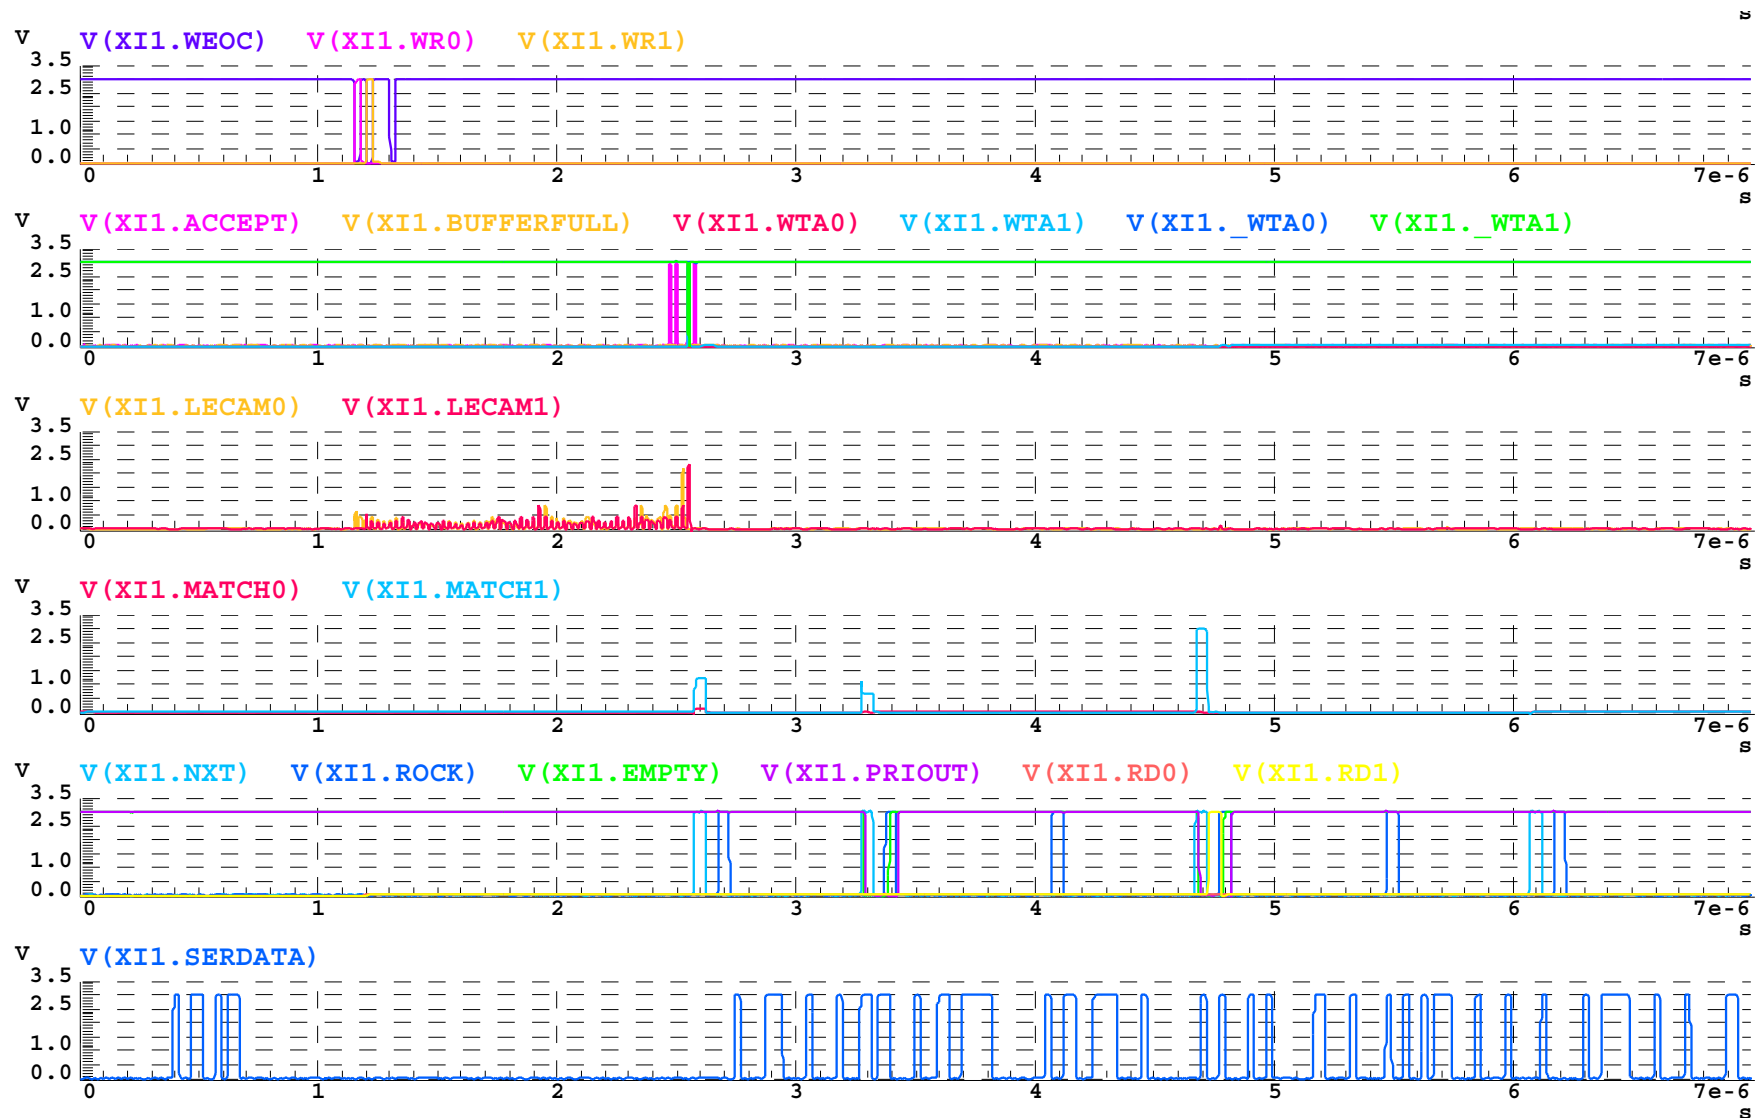 s
V V(XI1.WEOC) V(XI1.WR0) V(XI1.WR1)
3.5
2.5
1.0
0.0
0 1 2 3 4 5 6 7e-6
s
V V(XI1.ACCEPT) V(XI1.BUFFERFULL) V(XI1.WTA0) V(XI1.WTA1) V(XI1._WTA0) V(XI1._WTA1)
3.5
2.5
1.0
0.0
0 1 2 3 4 5 6 7e-6
s
V V(XI1.LECAM0) V(XI1.LECAM1)
3.5
2.5
1.0
0.0
0 1 2 3 4 5 6 7e-6
s
V V(XI1.MATCH0) V(XI1.MATCH1)
3.5
2.5
1.0
0.0
0 1 2 3 4 5 6 7e-6
s
V V(XI1.NXT) V(XI1.ROCK) V(XI1.EMPTY) V(XI1.PRIOUT) V(XI1.RD0) V(XI1.RD1)
3.5
2.5
1.0
0.0
0 1 2 3 4 5 6 7e-6
s
V V(XI1.SERDATA)
3.5
2.5
1.0
0.0
0 1 2 3 4 5 6 7e-6
s